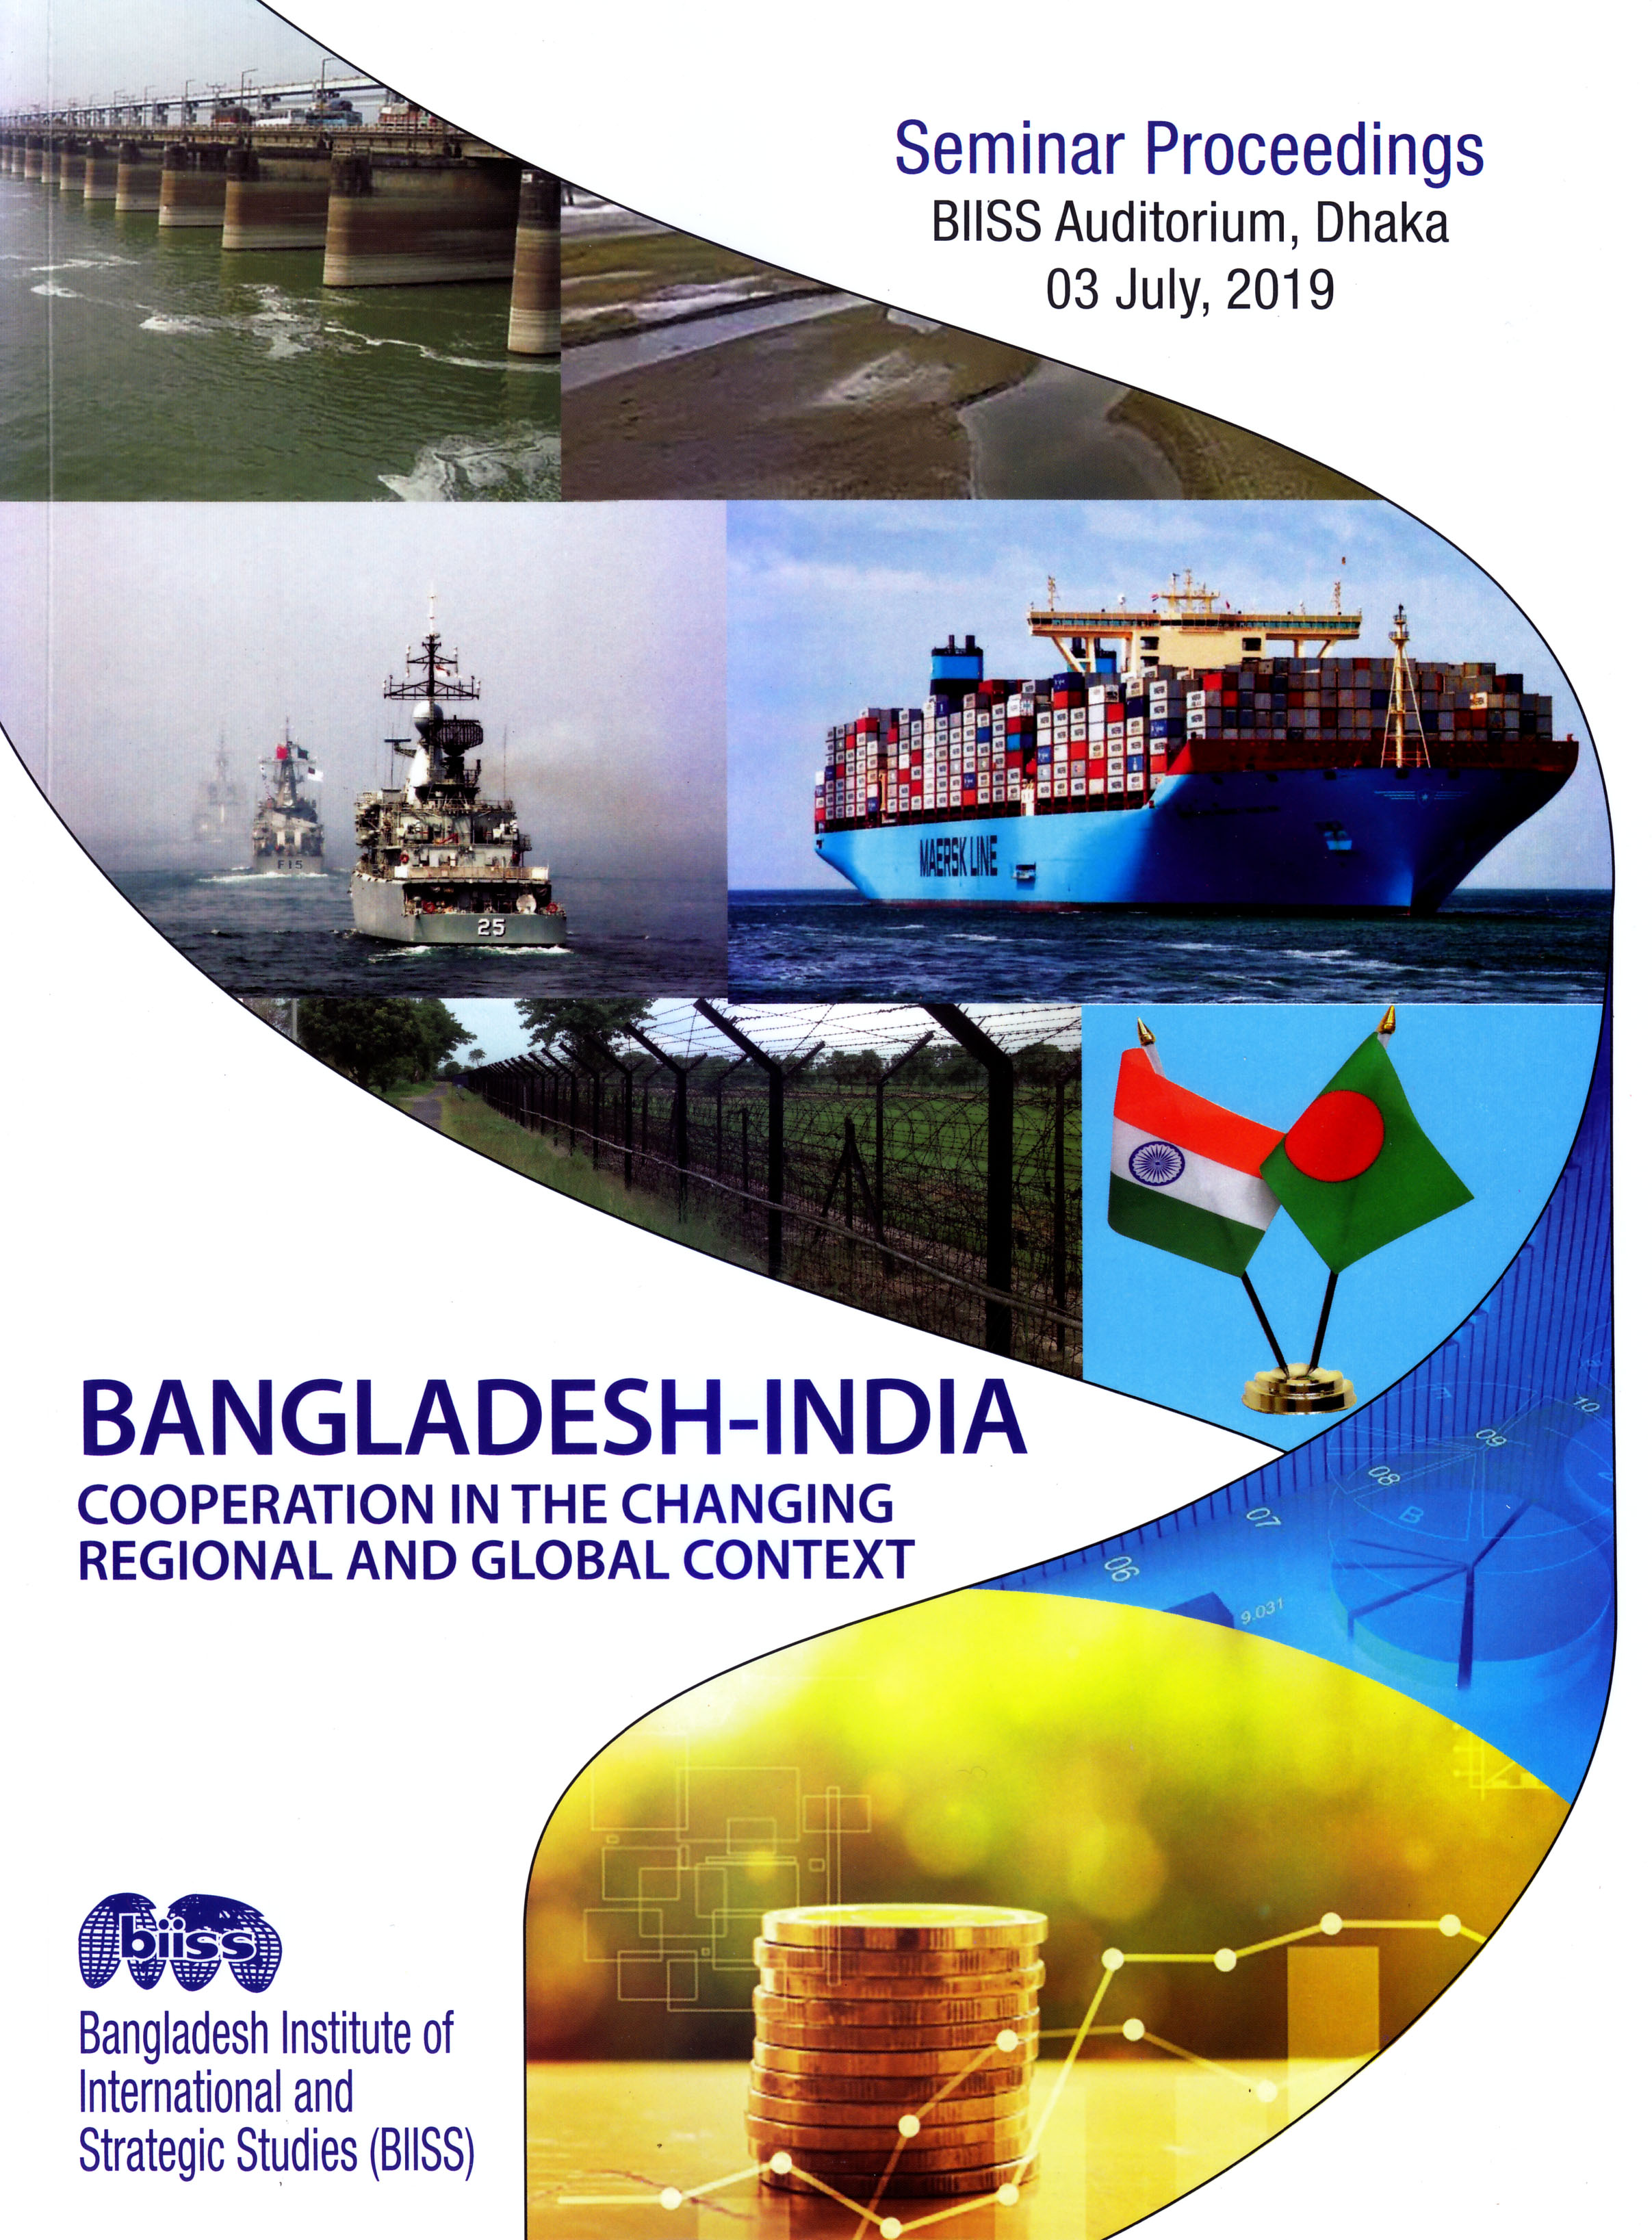 Seminar Proceedings
BIISS Auditorium, Dhaka
03 July, 2019
F15
25
MAERSK LINE
BANGLADESH-INDIA
COOPERATION IN THE CHANGING
REGIONAL AND GLOBAL CONTEXT
10
09
08
B
07
06
9.031
biiss
Bangladesh Institute of
International and
Strategic Studies (BIISS)